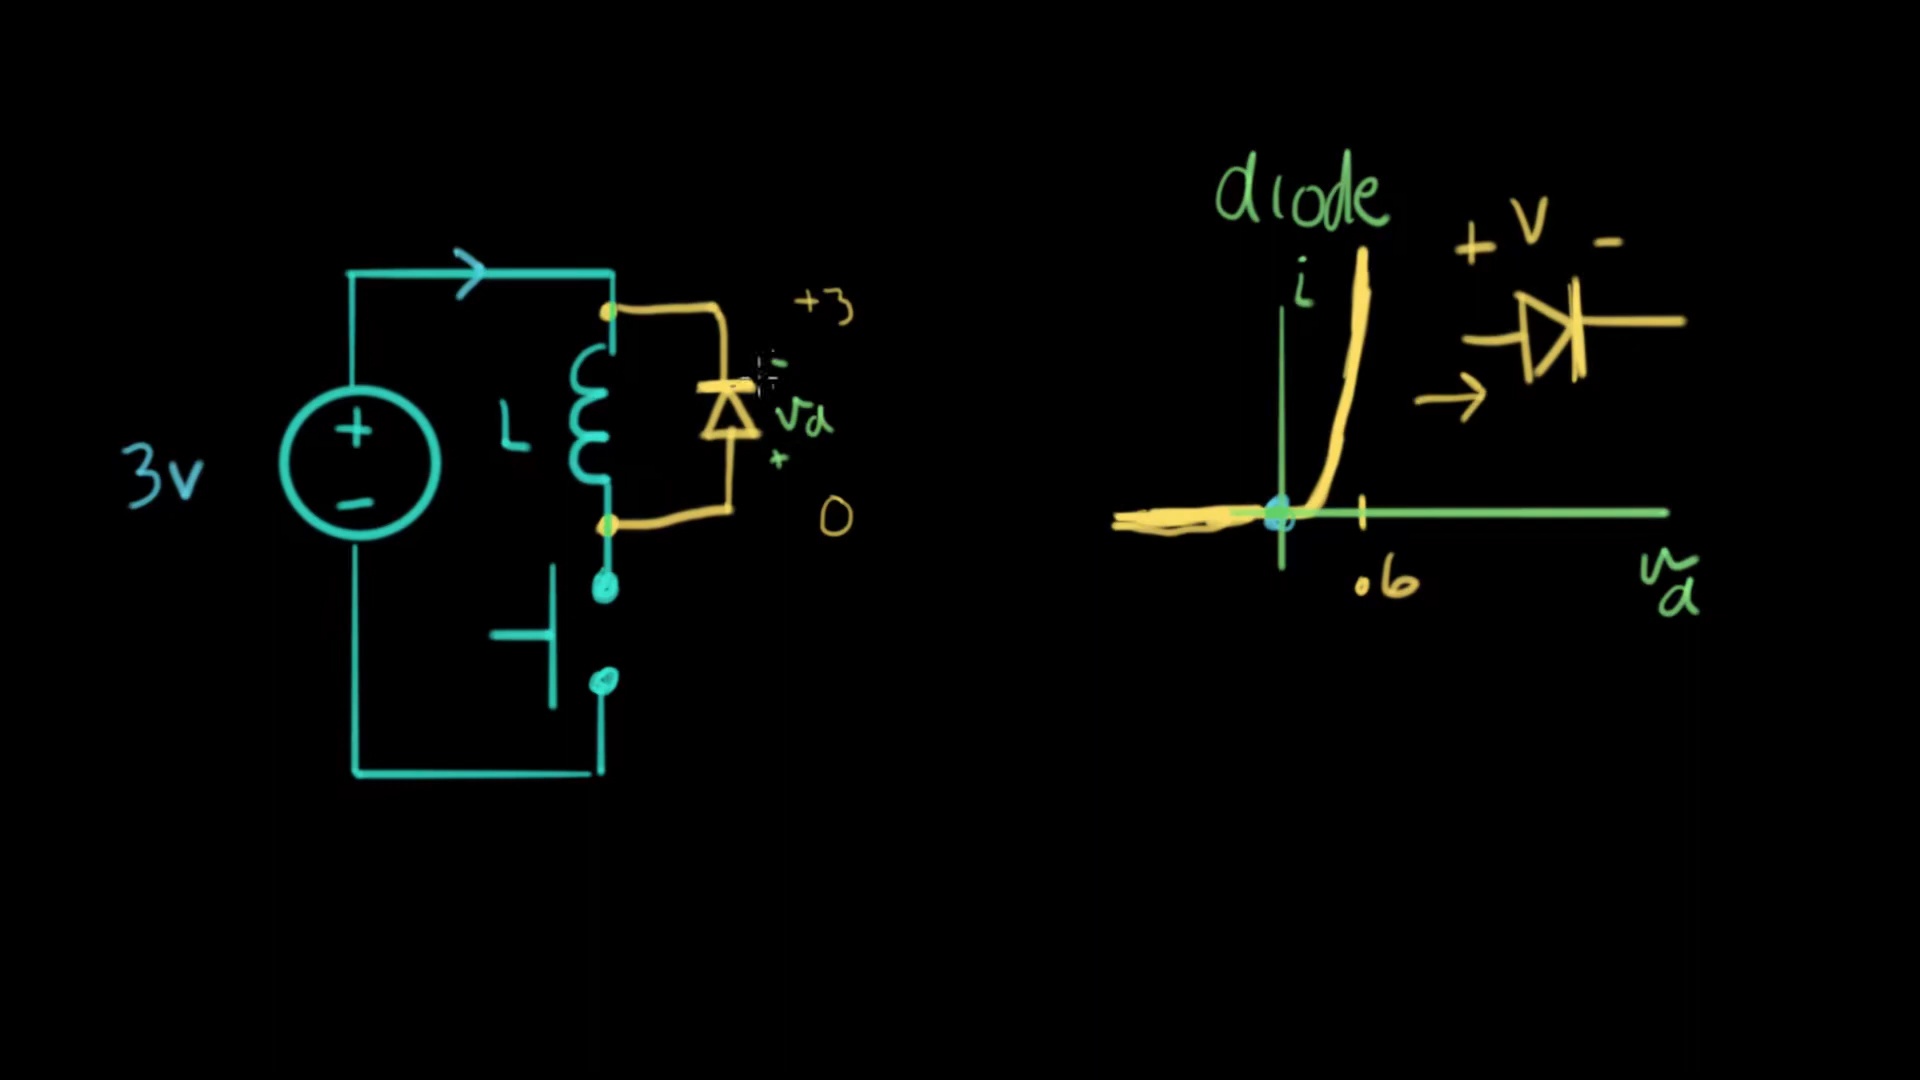 3V
+
-
L
+3
-
vd
+
0
diode
i
+ V -
.6
vd